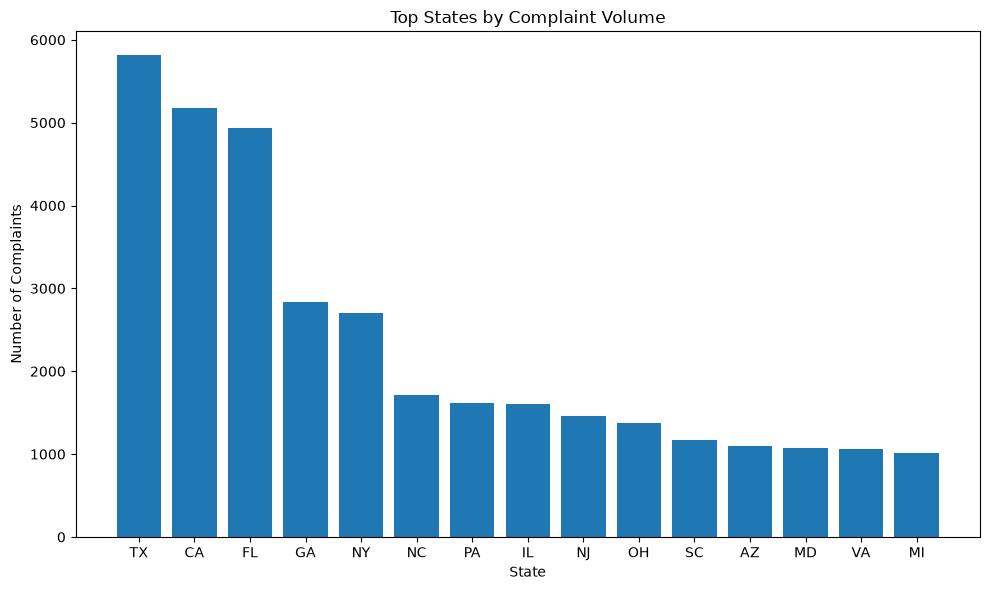 Top States by Complaint Volume
Number of Complaints
6000
5000
4000
3000
2000
1000
0
TX CA FL GA NY NC PA IL NJ OH SC AZ MD VA MI
State